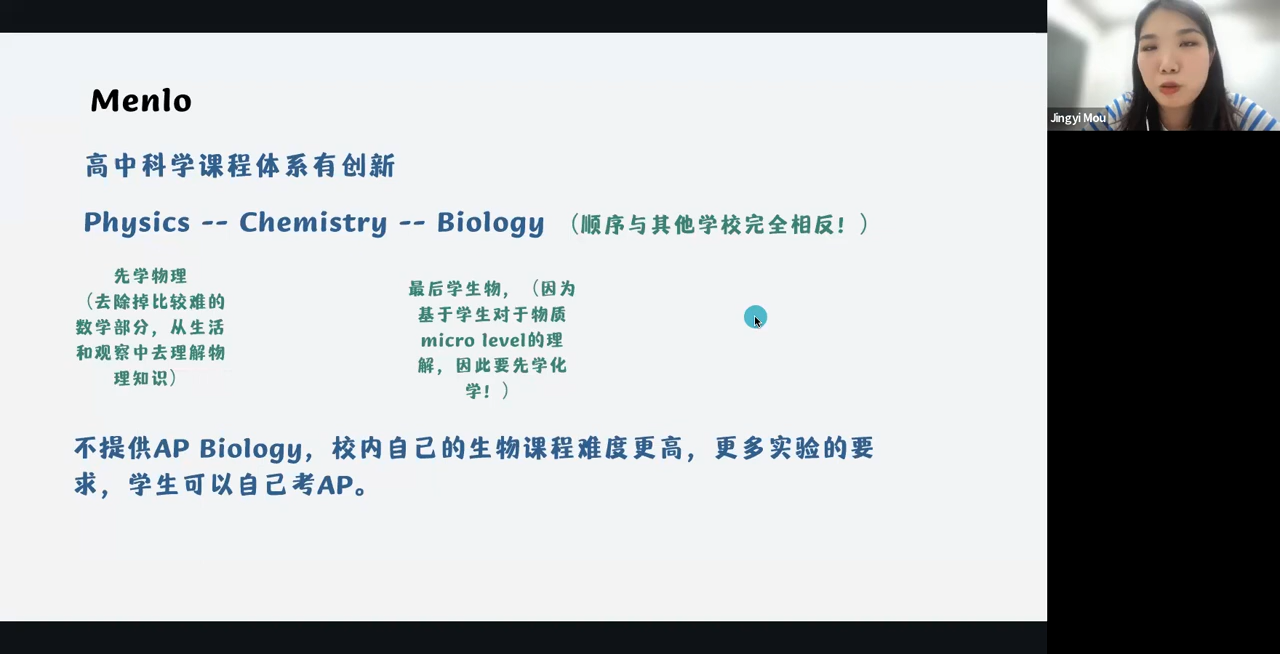 Menlo
高中科学课程体系有创新
Physics -- Chemistry -- Biology （顺序与其他学校完全相反！）
先学物理
（去除掉比较难的
数学部分，从生活
和观察中去理解物
理知识）
最后学生物，（因为
基于学生对于物质
micro level的理
解，因此要先学化
学！）
不提供AP Biology，校内自己的生物课程难度更高，更多实验的要
求，学生可以自己考AP。
Jingyi Mou